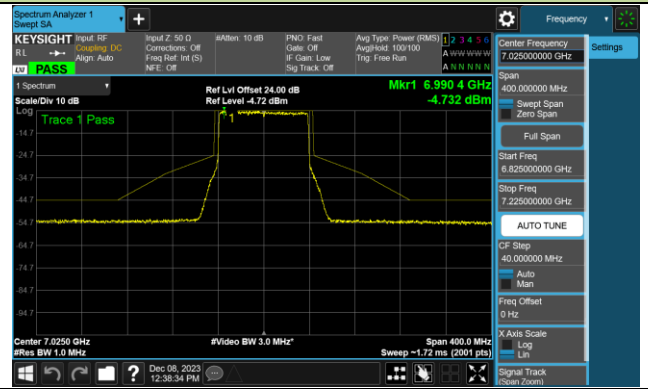 Spectrum Analyzer 1
Swept SA
Frequency
KEYSIGHT Input: RF
RL Coupling: DC
Align: Auto
Input Z: 50 Ω
Corrections: Off
Freq Ref: Int (S)
NFE: Off
#Atten: 10 dB
PNO: Fast
Gate: Off
IF Gain: Low
Sig Track: Off
Avg Type: Power (RMS)
Avg|Hold: 100/100
Trig: Free Run
1 2 3 4 5 6
A W W W W W
A N N N N N
LXI PASS
1 Spectrum
Scale/Div 10 dB
Ref Lvl Offset 24.00 dB
Ref Level -4.72 dBm
Mkr1 6.990 4 GHz
-4.732 dBm
Log
Trace 1 Pass
1
-14.7
-24.7
-34.7
-44.7
-54.7
-64.7
-74.7
-84.7
-94.7
Center 7.0250 GHz
#Res BW 1.0 MHz
#Video BW 3.0 MHz*
Span 400.0 MHz
Sweep ~1.72 ms (2001 pts)
Center Frequency
7.025000000 GHz
Settings
Span
400.000000 MHz
Swept Span
Zero Span
Full Span
Start Freq
6.825000000 GHz
Stop Freq
7.225000000 GHz
AUTO TUNE
CF Step
40.000000 MHz
Auto
Man
Freq Offset
0 Hz
X Axis Scale
Log
Lin
Signal Track
(Span Zoom)
?
Dec 08, 2023
12:38:34 PM